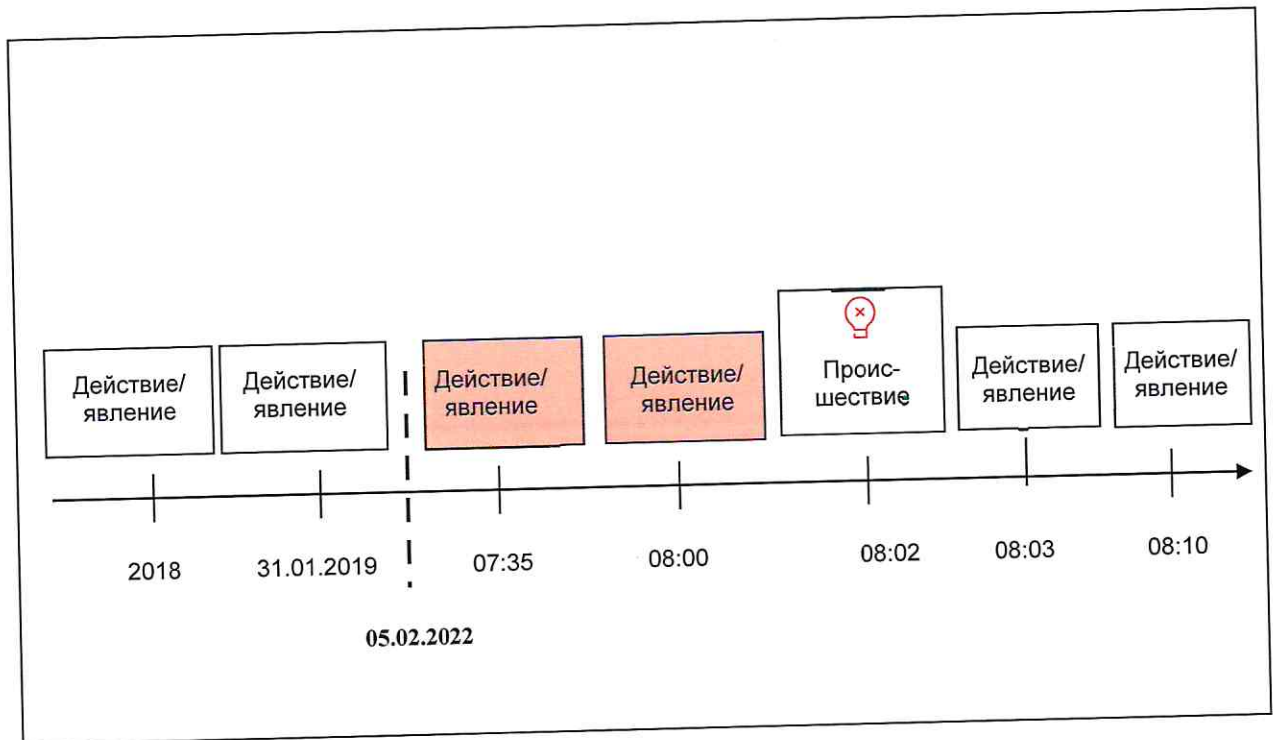 Действие/
явление
Действие/
явление
Действие/
явление
Действие/
явление
Проис-
шествие
Действие/
явление
Действие/
явление
2018
31.01.2019
07:35
08:00
08:02
08:03
08:10
05.02.2022